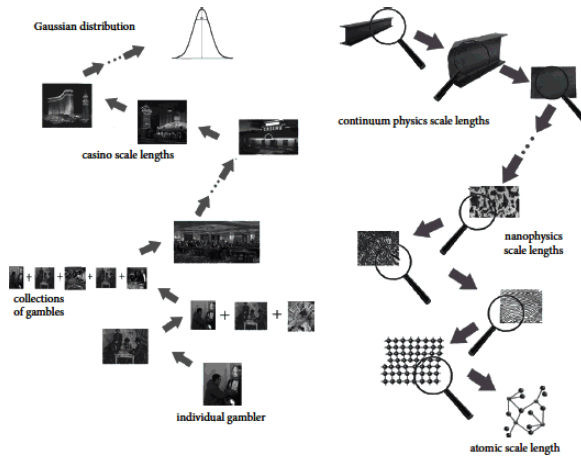 Gaussian distribution
continuum physics scale lengths
casino scale lengths
nanophysics
scale lengths
collections
of gambles
individual gambler
atomic scale length